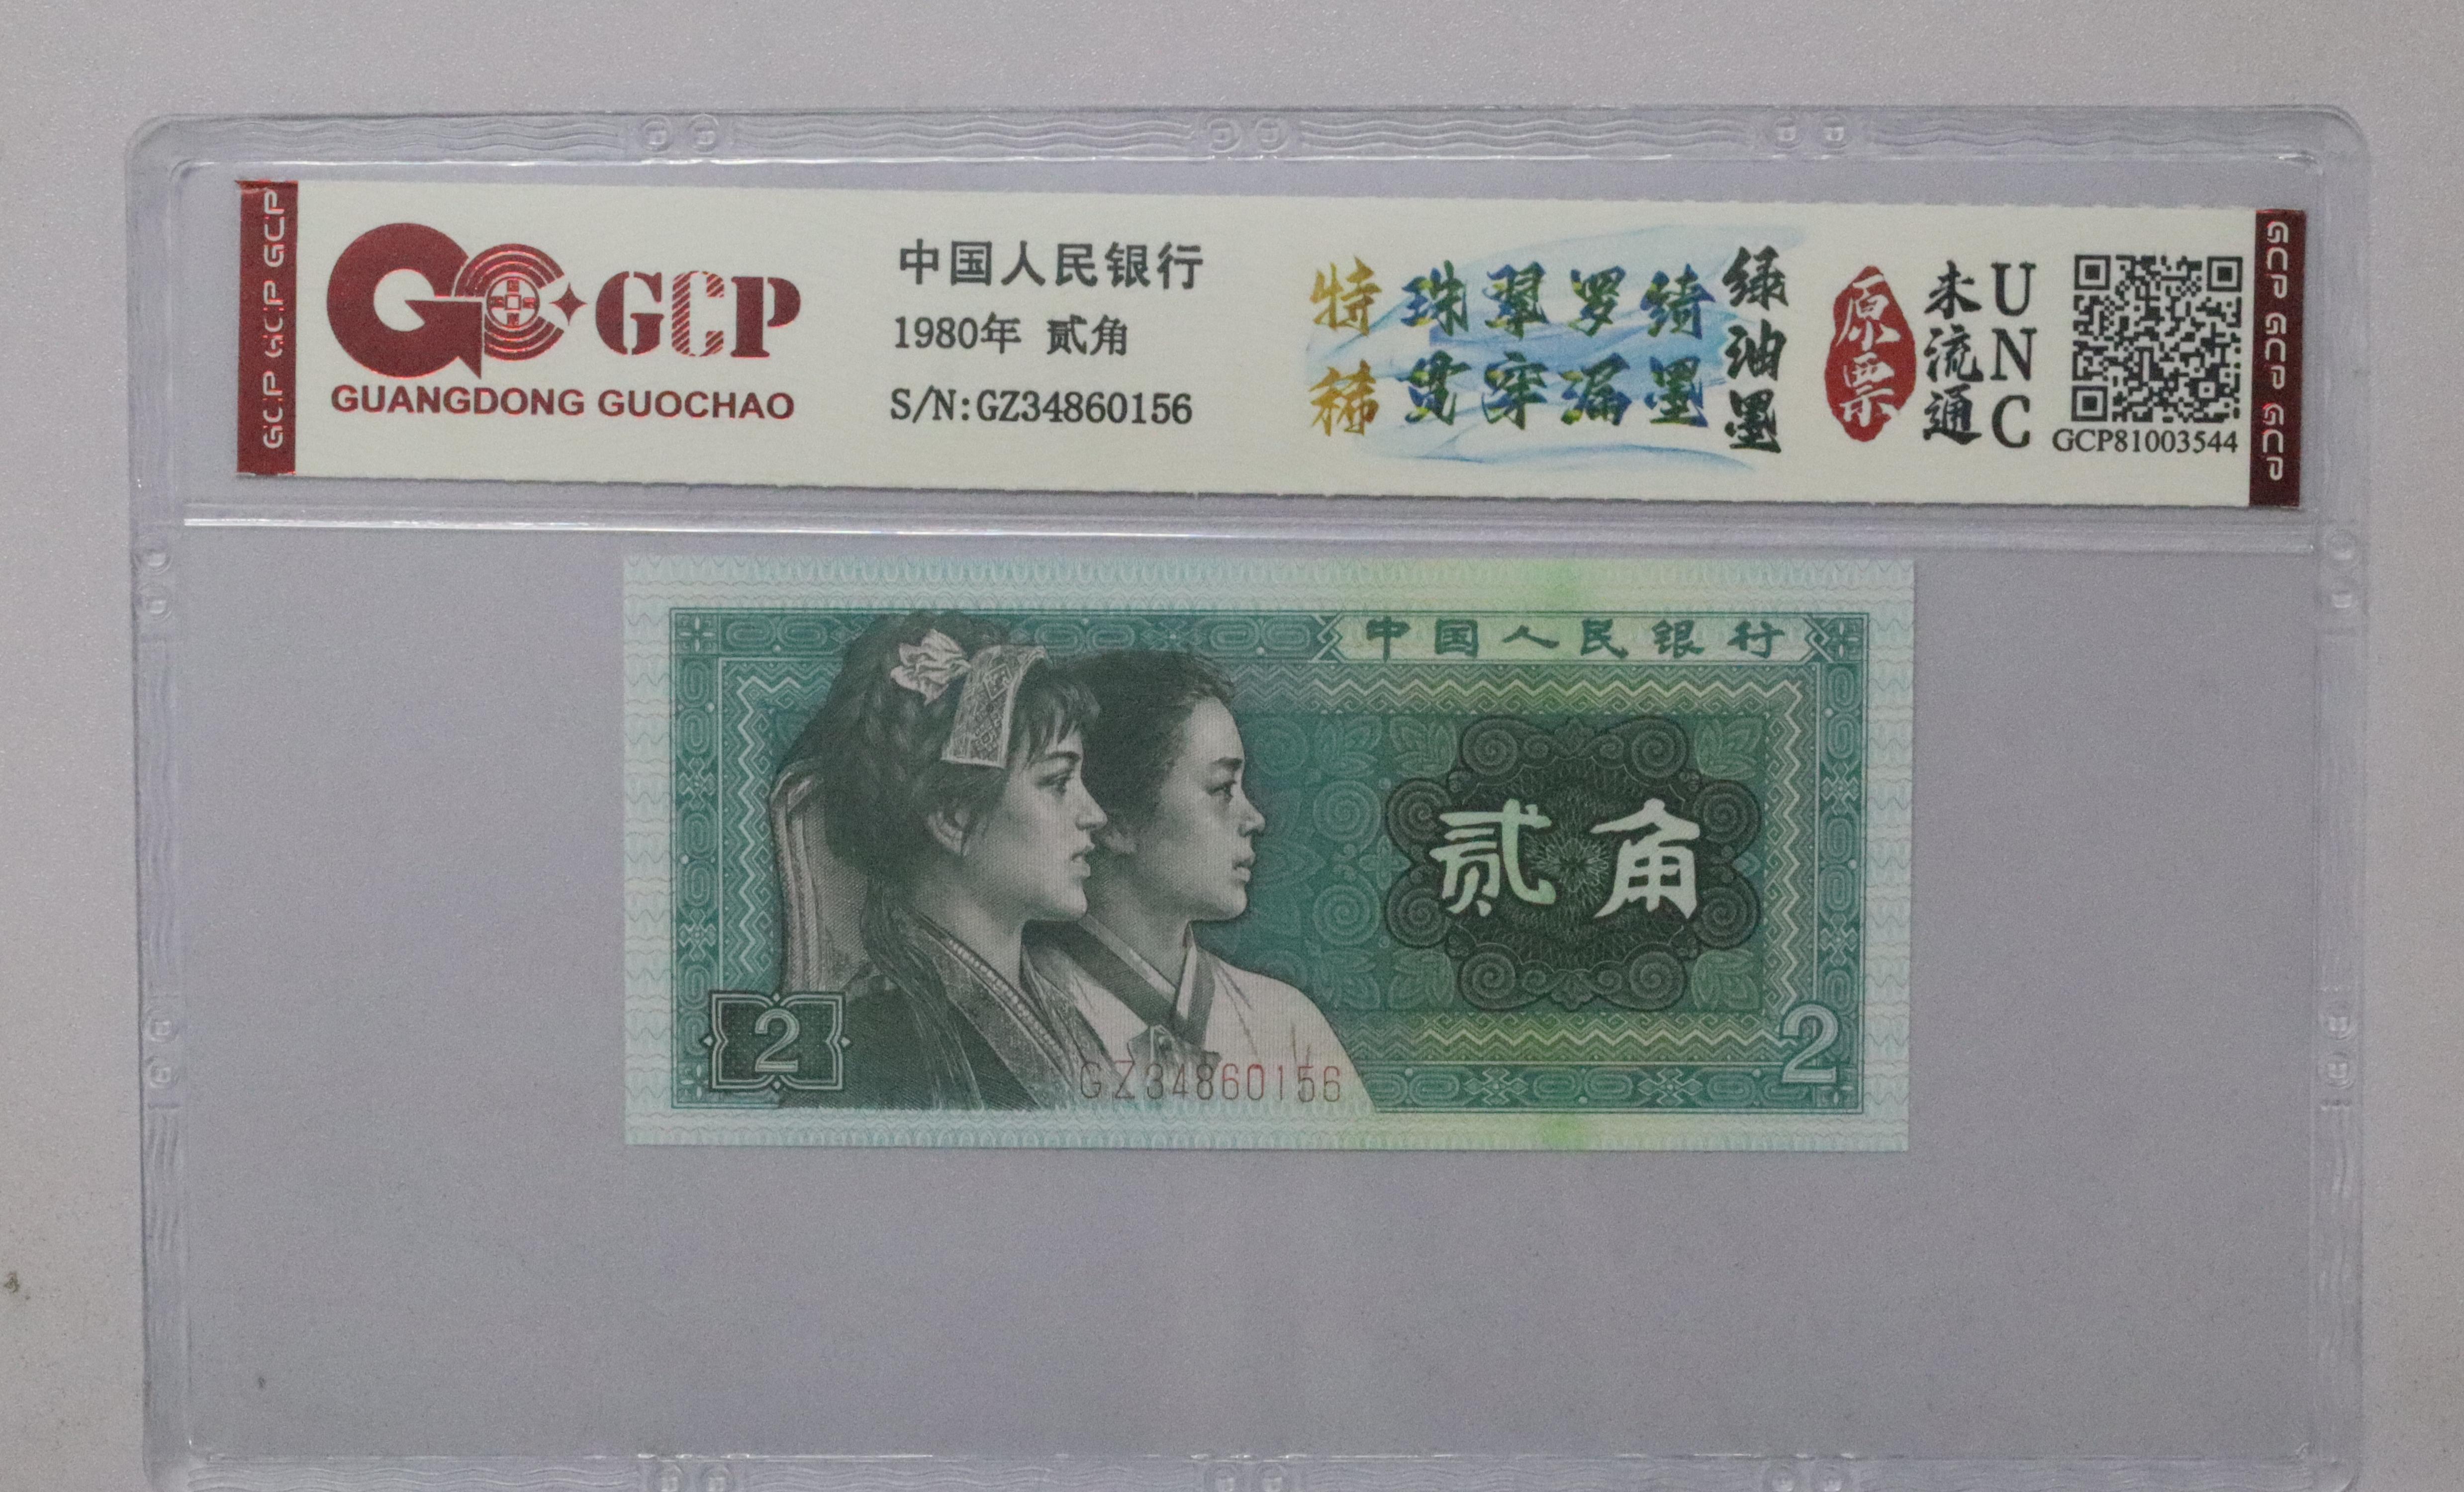 GCP GCP GCP
GCP
GUANGDONG GUOCHAO
中国人民银行
1980年 贰角
S/N:GZ34860156
特稀
珠翠罗绮
贯穿漏墨
绿油墨
原票
未流通
UNC
GCP81003544
GCP GCP GCP
中国人民银行
贰角
2
2
GZ34860156